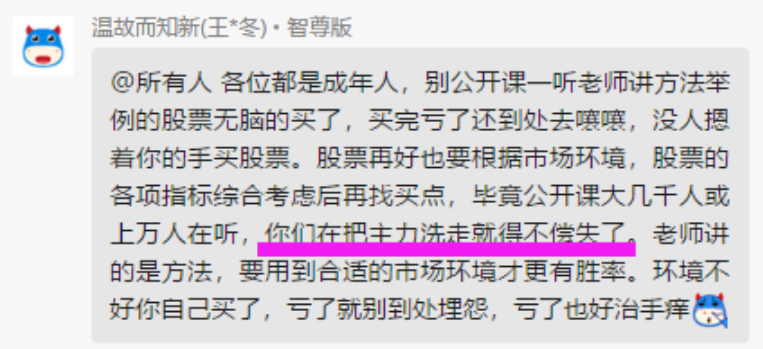 温故而知新(王*冬)·智尊版
@所有人 各位都是成年人，别公开课一听老师讲方法举
例的股票无脑的买了，买完亏了还到处去嚷嚷，没人摁
着你的手买股票。股票再好也要根据市场环境，股票的
各项指标综合考虑后再找买点，毕竟公开课大几千人或
上万人在听，你们在把主力洗走就得不偿失了。老师讲
的是方法，要用到合适的市场环境才更有胜率。环境不
好你自己买了，亏了就别到处埋怨，亏了也好治手痒